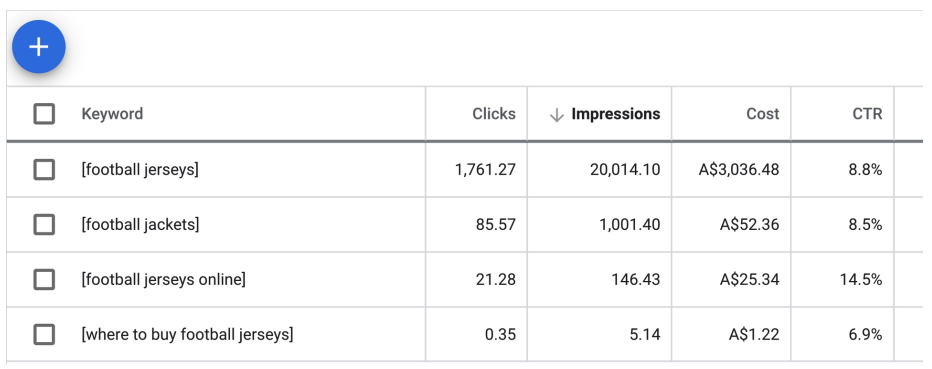 +
Keyword Clicks ↓ Impressions Cost CTR
[football jerseys] 1,761.27 20,014.10 A$3,036.48 8.8%
[football jackets] 85.57 1,001.40 A$52.36 8.5%
[football jerseys online] 21.28 146.43 A$25.34 14.5%
[where to buy football jerseys] 0.35 5.14 A$1.22 6.9%